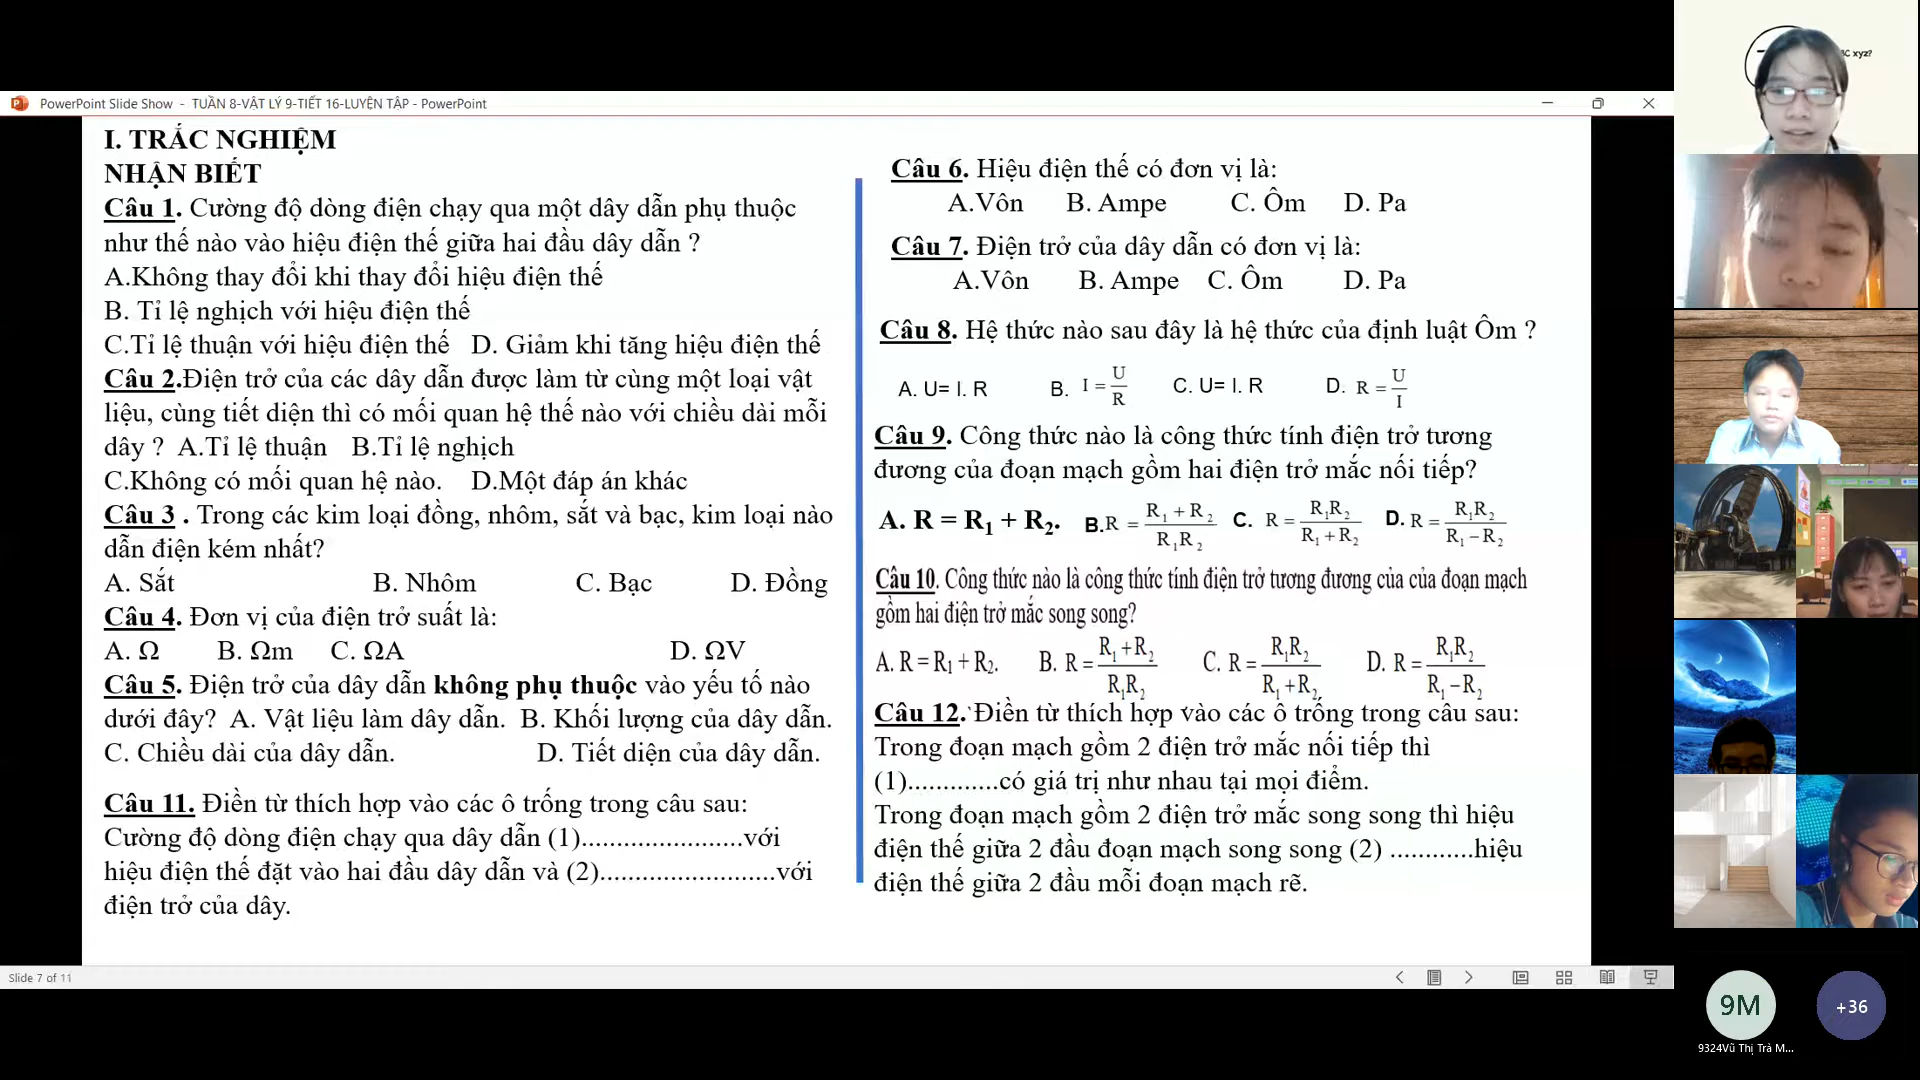 PowerPoint Slide Show - TUẦN 8-VẬT LÝ 9-TIẾT 16-LUYỆN TẬP - PowerPoint
I. TRẮC NGHIỆM
NHẬN BIẾT
Câu 1. Cường độ dòng điện chạy qua một dây dẫn phụ thuộc
như thế nào vào hiệu điện thế giữa hai đầu dây dẫn ?
A.Không thay đổi khi thay đổi hiệu điện thế
B. Tỉ lệ nghịch với hiệu điện thế
C.Tỉ lệ thuận với hiệu điện thế D. Giảm khi tăng hiệu điện thế
Câu 2.Điện trở của các dây dẫn được làm từ cùng một loại vật
liệu, cùng tiết diện thì có mối quan hệ thế nào với chiều dài mỗi
dây ? A.Tỉ lệ thuận B.Tỉ lệ nghịch
C.Không có mối quan hệ nào. D.Một đáp án khác
Câu 3 . Trong các kim loại đồng, nhôm, sắt và bạc, kim loại nào
dẫn điện kém nhất?
A. Sắt B. Nhôm C. Bạc D. Đồng
Câu 4. Đơn vị của điện trở suất là:
A. Ω B. Ωm C. ΩA D. ΩV
Câu 5. Điện trở của dây dẫn không phụ thuộc vào yếu tố nào
dưới đây? A. Vật liệu làm dây dẫn. B. Khối lượng của dây dẫn.
C. Chiều dài của dây dẫn. D. Tiết diện của dây dẫn.
Câu 11. Điền từ thích hợp vào các ô trống trong câu sau:
Cường độ dòng điện chạy qua dây dẫn (1).......................với
hiệu điện thế đặt vào hai đầu dây dẫn và (2).........................với
điện trở của dây.
Câu 6. Hiệu điện thế có đơn vị là:
A.Vôn B. Ampe C. Ôm D. Pa
Câu 7. Điện trở của dây dẫn có đơn vị là:
A.Vôn B. Ampe C. Ôm D. Pa
Câu 8. Hệ thức nào sau đây là hệ thức của định luật Ôm ?
A. U= I. R B. I = U/R C. U= I. R D. R = U/I
Câu 9. Công thức nào là công thức tính điện trở tương
đương của đoạn mạch gồm hai điện trở mắc nối tiếp?
A. R = R₁ + R₂. B.R = (R₁ + R₂)/(R₁R₂) C. R = (R₁R₂)/(R₁ + R₂) D. R = (R₁R₂)/(R₁ − R₂)
Câu 10. Công thức nào là công thức tính điện trở tương đương của của đoạn mạch
gồm hai điện trở mắc song song?
A. R = R₁ + R₂. B. R = (R₁ + R₂)/(R₁R₂) C. R = (R₁R₂)/(R₁ + R₂) D. R = (R₁R₂)/(R₁ − R₂)
Câu 12. Điền từ thích hợp vào các ô trống trong câu sau:
Trong đoạn mạch gồm 2 điện trở mắc nối tiếp thì
(1).............có giá trị như nhau tại mọi điểm.
Trong đoạn mạch gồm 2 điện trở mắc song song thì hiệu
điện thế giữa 2 đầu đoạn mạch song song (2) ............hiệu
điện thế giữa 2 đầu mỗi đoạn mạch rẽ.
Slide 7 of 11
xyz?
9M
+36
9324Vũ Thị Trà M...